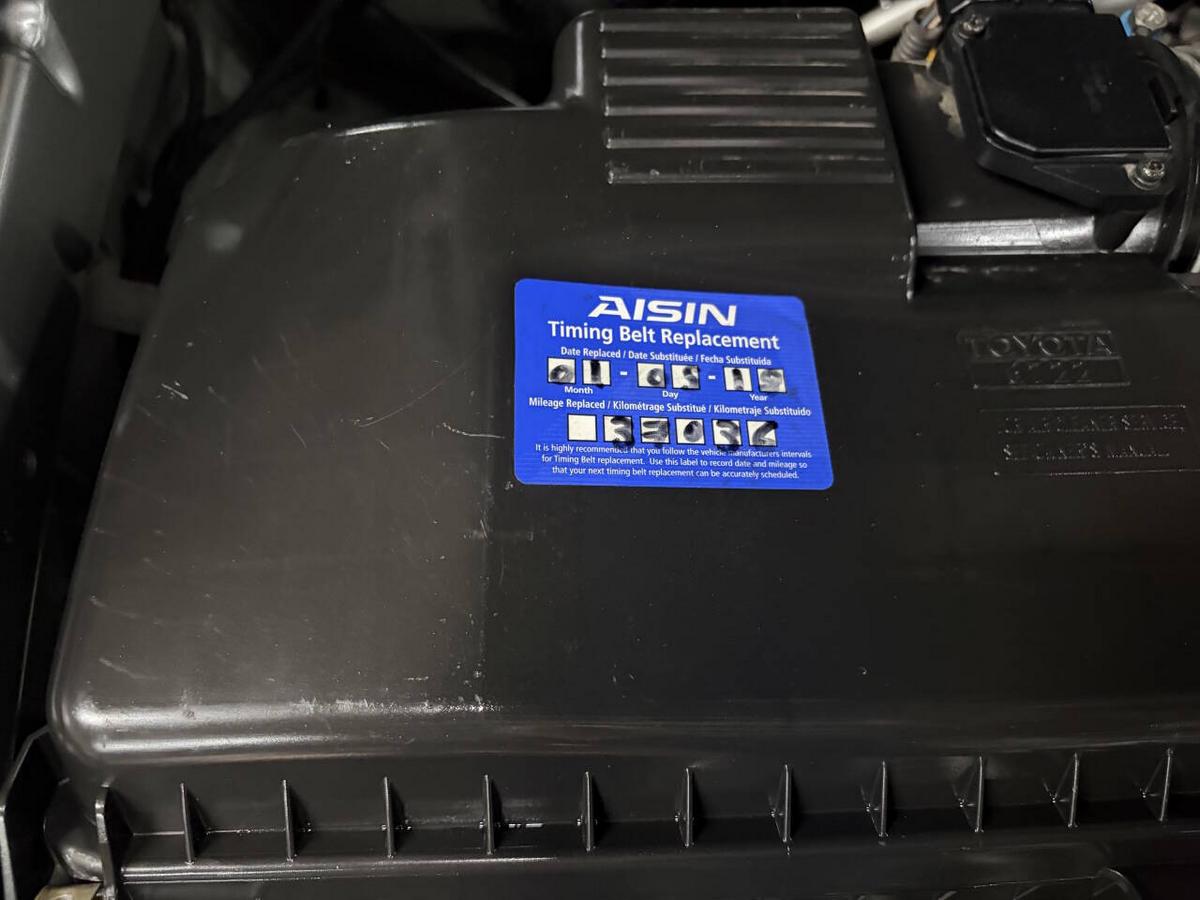 AISIN
Timing Belt Replacement
Date Replaced / Date Substituée / Fecha Substituida
01 -
Month Day Year
Mileage Replaced / Kilométrage Substitué / Kilometraje Substituido
It is highly recommended that you follow the vehicle manufacturers intervals
for Timing Belt replacement. Use this label to record date and mileage so
that your next timing belt replacement can be accurately scheduled.
TOYOTA